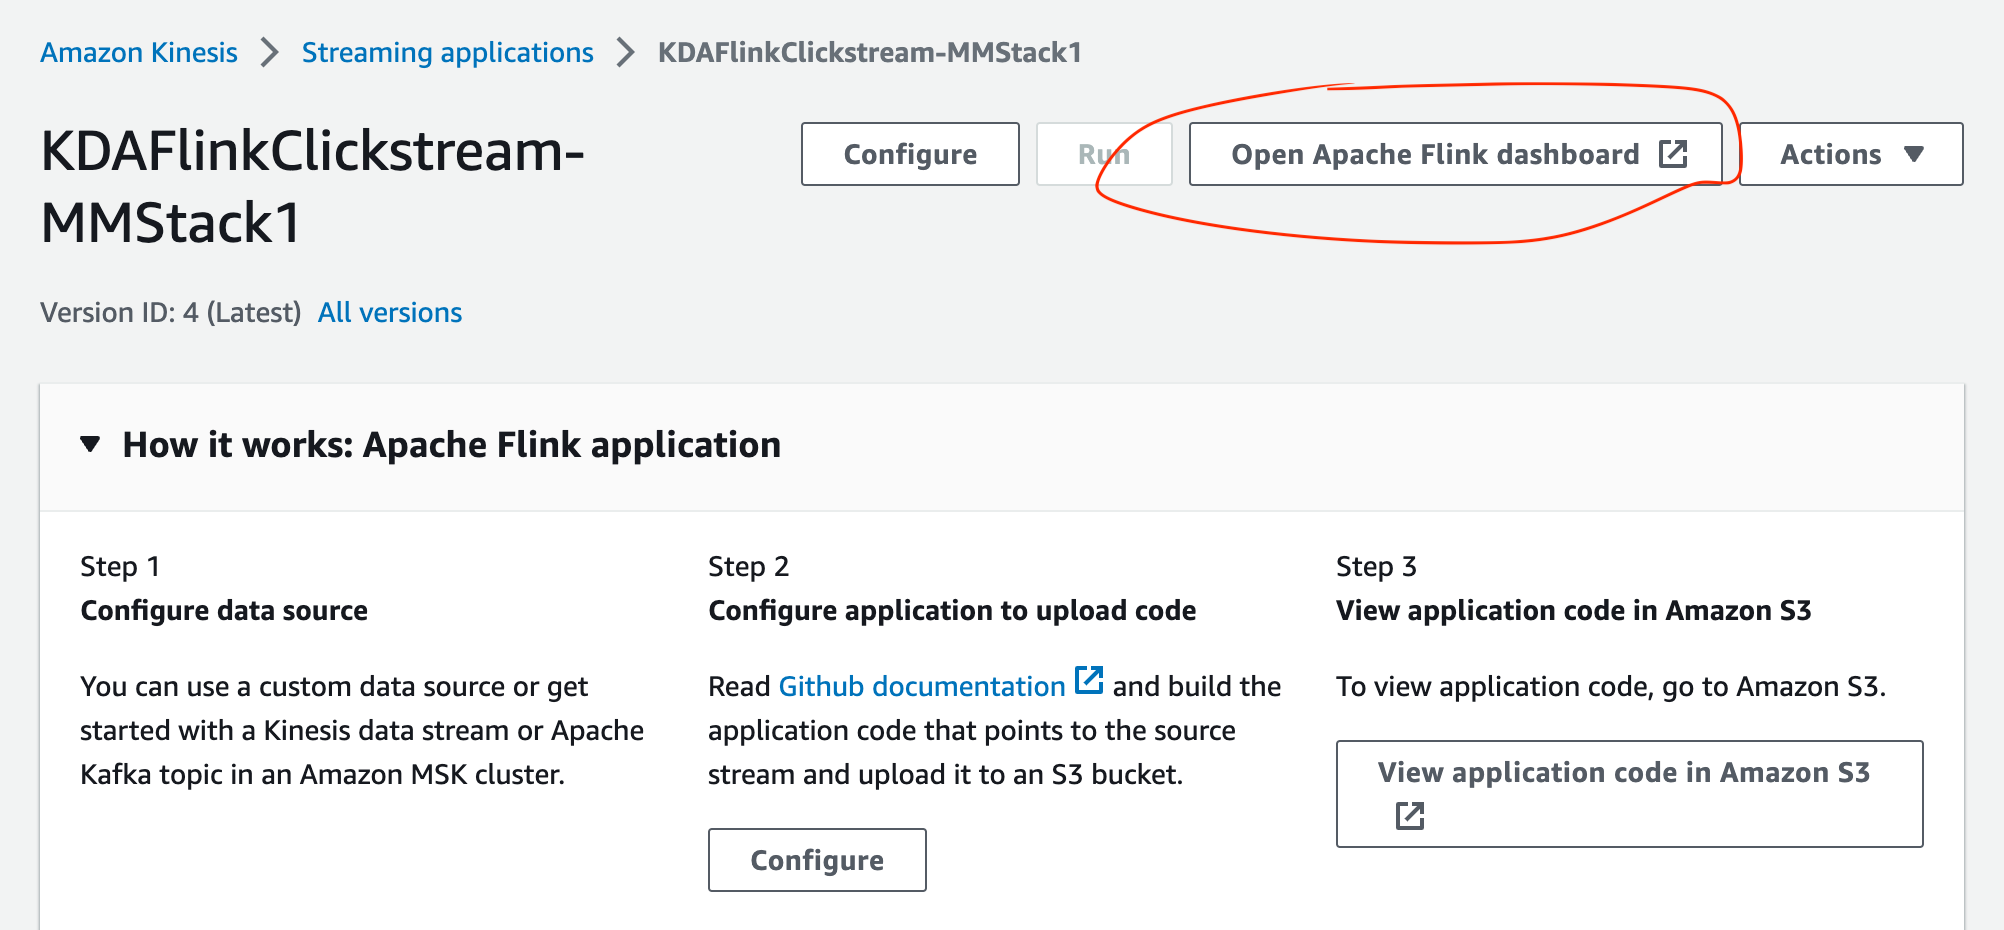 Amazon Kinesis > Streaming applications > KDAFlinkClickstream-MMStack1
KDAFlinkClickstream-
MMStack1
Configure
Run
Open Apache Flink dashboard
Actions
Version ID: 4 (Latest) All versions
How it works: Apache Flink application
Step 1
Configure data source
You can use a custom data source or get
started with a Kinesis data stream or Apache
Kafka topic in an Amazon MSK cluster.
Step 2
Configure application to upload code
Read Github documentation and build the
application code that points to the source
stream and upload it to an S3 bucket.
Configure
Step 3
View application code in Amazon S3
To view application code, go to Amazon S3.
View application code in Amazon S3